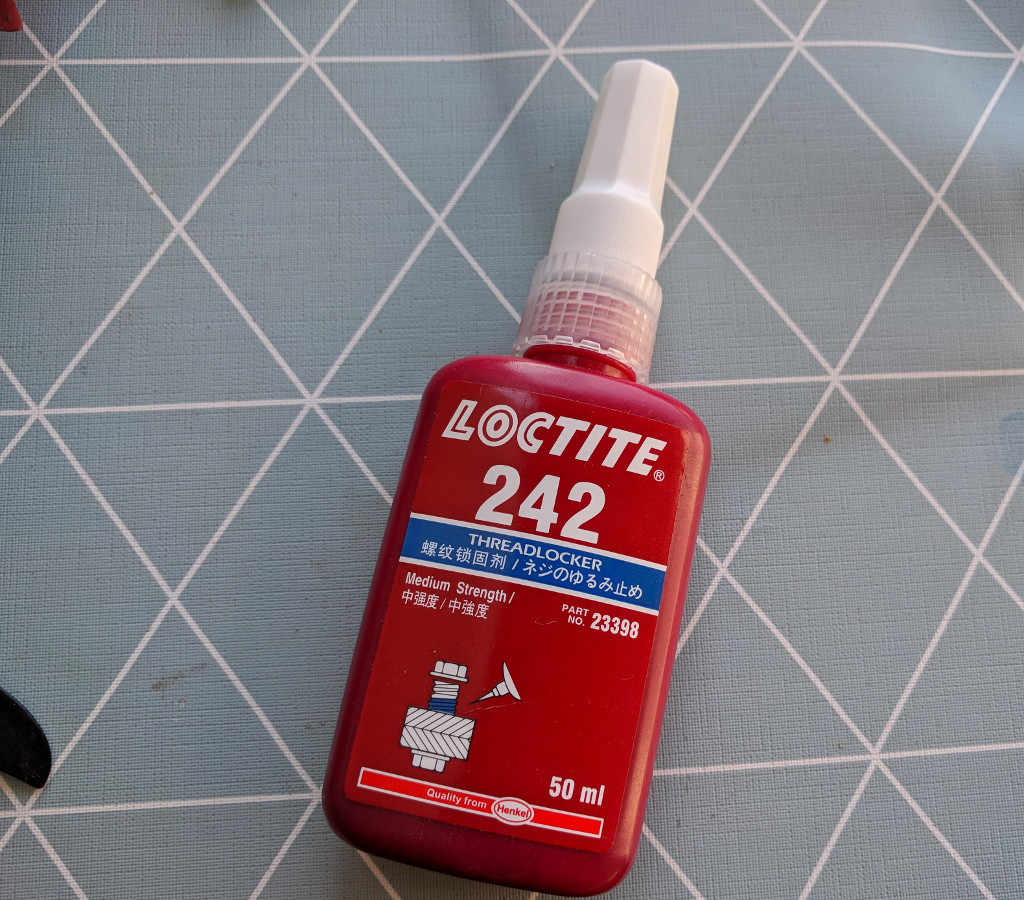 LOCTITE®
242
THREADLOCKER
螺纹锁固剂 / ネジのゆるみ止め
Medium Strength /
中强度 / 中強度
PART
NO. 23398
50 ml
Quality from Henkel